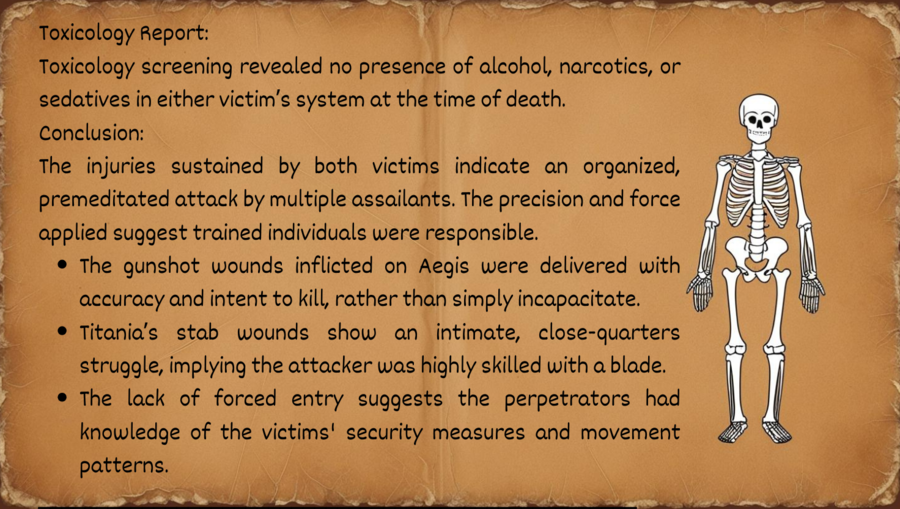 Toxicology Report:
Toxicology screening revealed no presence of alcohol, narcotics, or
sedatives in either victim's system at the time of death.
Conclusion:
The injuries sustained by both victims indicate an organized,
premeditated attack by multiple assailants. The precision and force
applied suggest trained individuals were responsible.
• The gunshot wounds inflicted on Aegis were delivered with
accuracy and intent to kill, rather than simply incapacitate.
• Titania's stab wounds show an intimate, close-quarters
struggle, implying the attacker was highly skilled with a blade.
• The lack of forced entry suggests the perpetrators had
knowledge of the victims' security measures and movement
patterns.